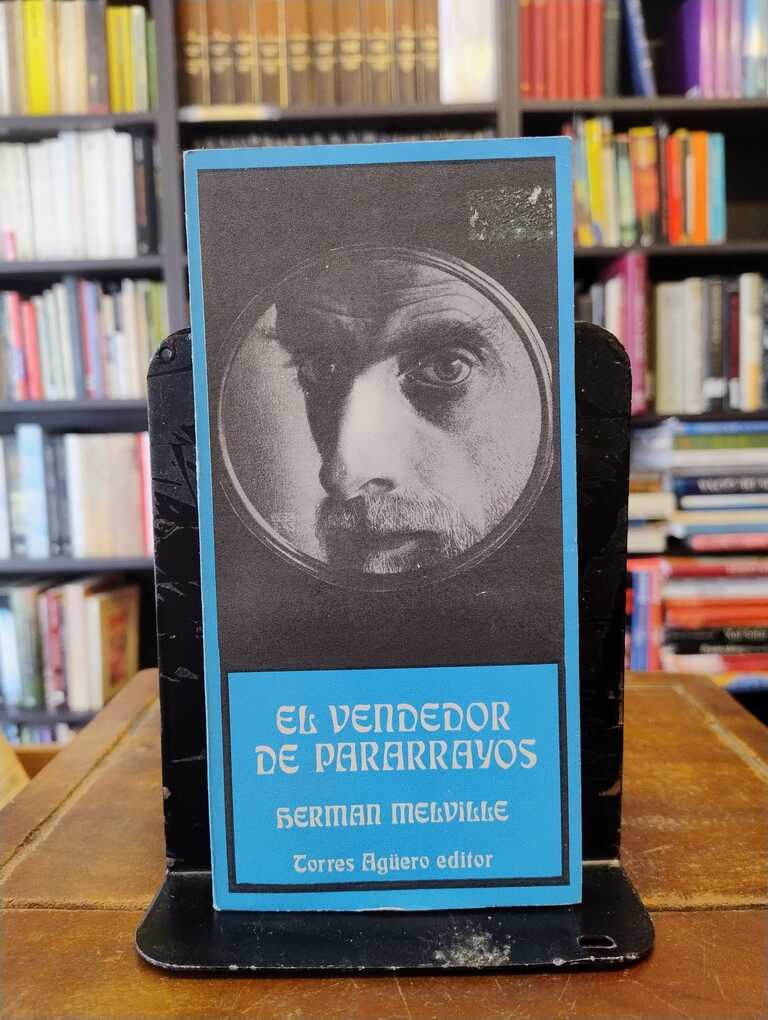 EL VENDEDOR
DE PARARRAYOS
HERMAN MELVILLE
Torres Agüero editor